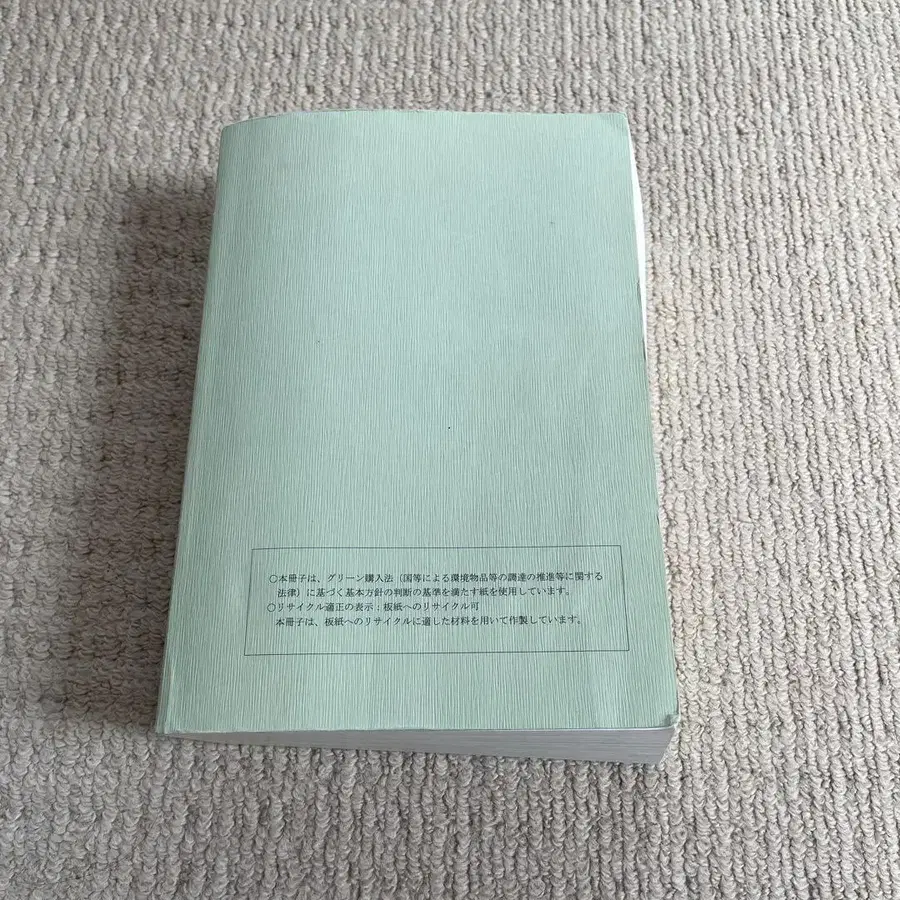 ○本冊子は、グリーン購入法（国等による環境物品等の調達の推進等に関する
法律）に基づく基本方針の判断の基準を満たす紙を使用しています。
○リサイクル適正の表示：板紙へのリサイクル可
本冊子は、板紙へのリサイクルに適した材料を用いて作製しています。